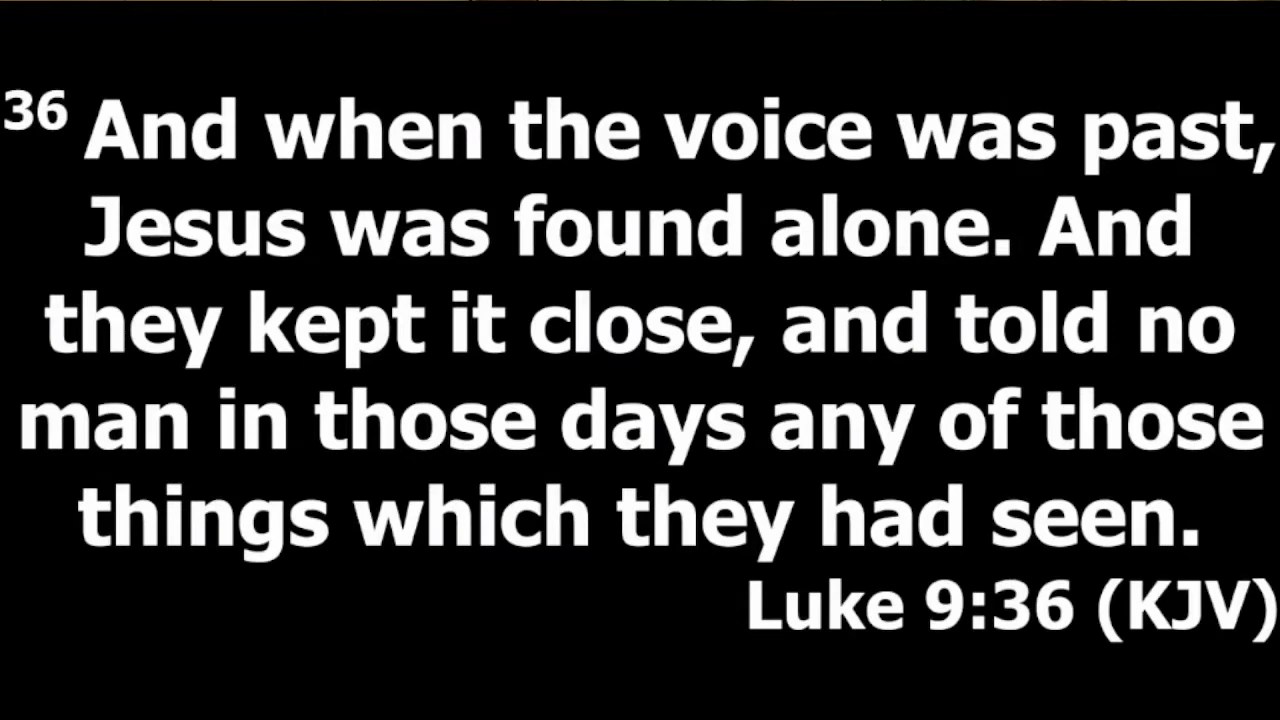 36 And when the voice was past,
Jesus was found alone. And
they kept it close, and told no
man in those days any of those
things which they had seen.
Luke 9:36 (KJV)